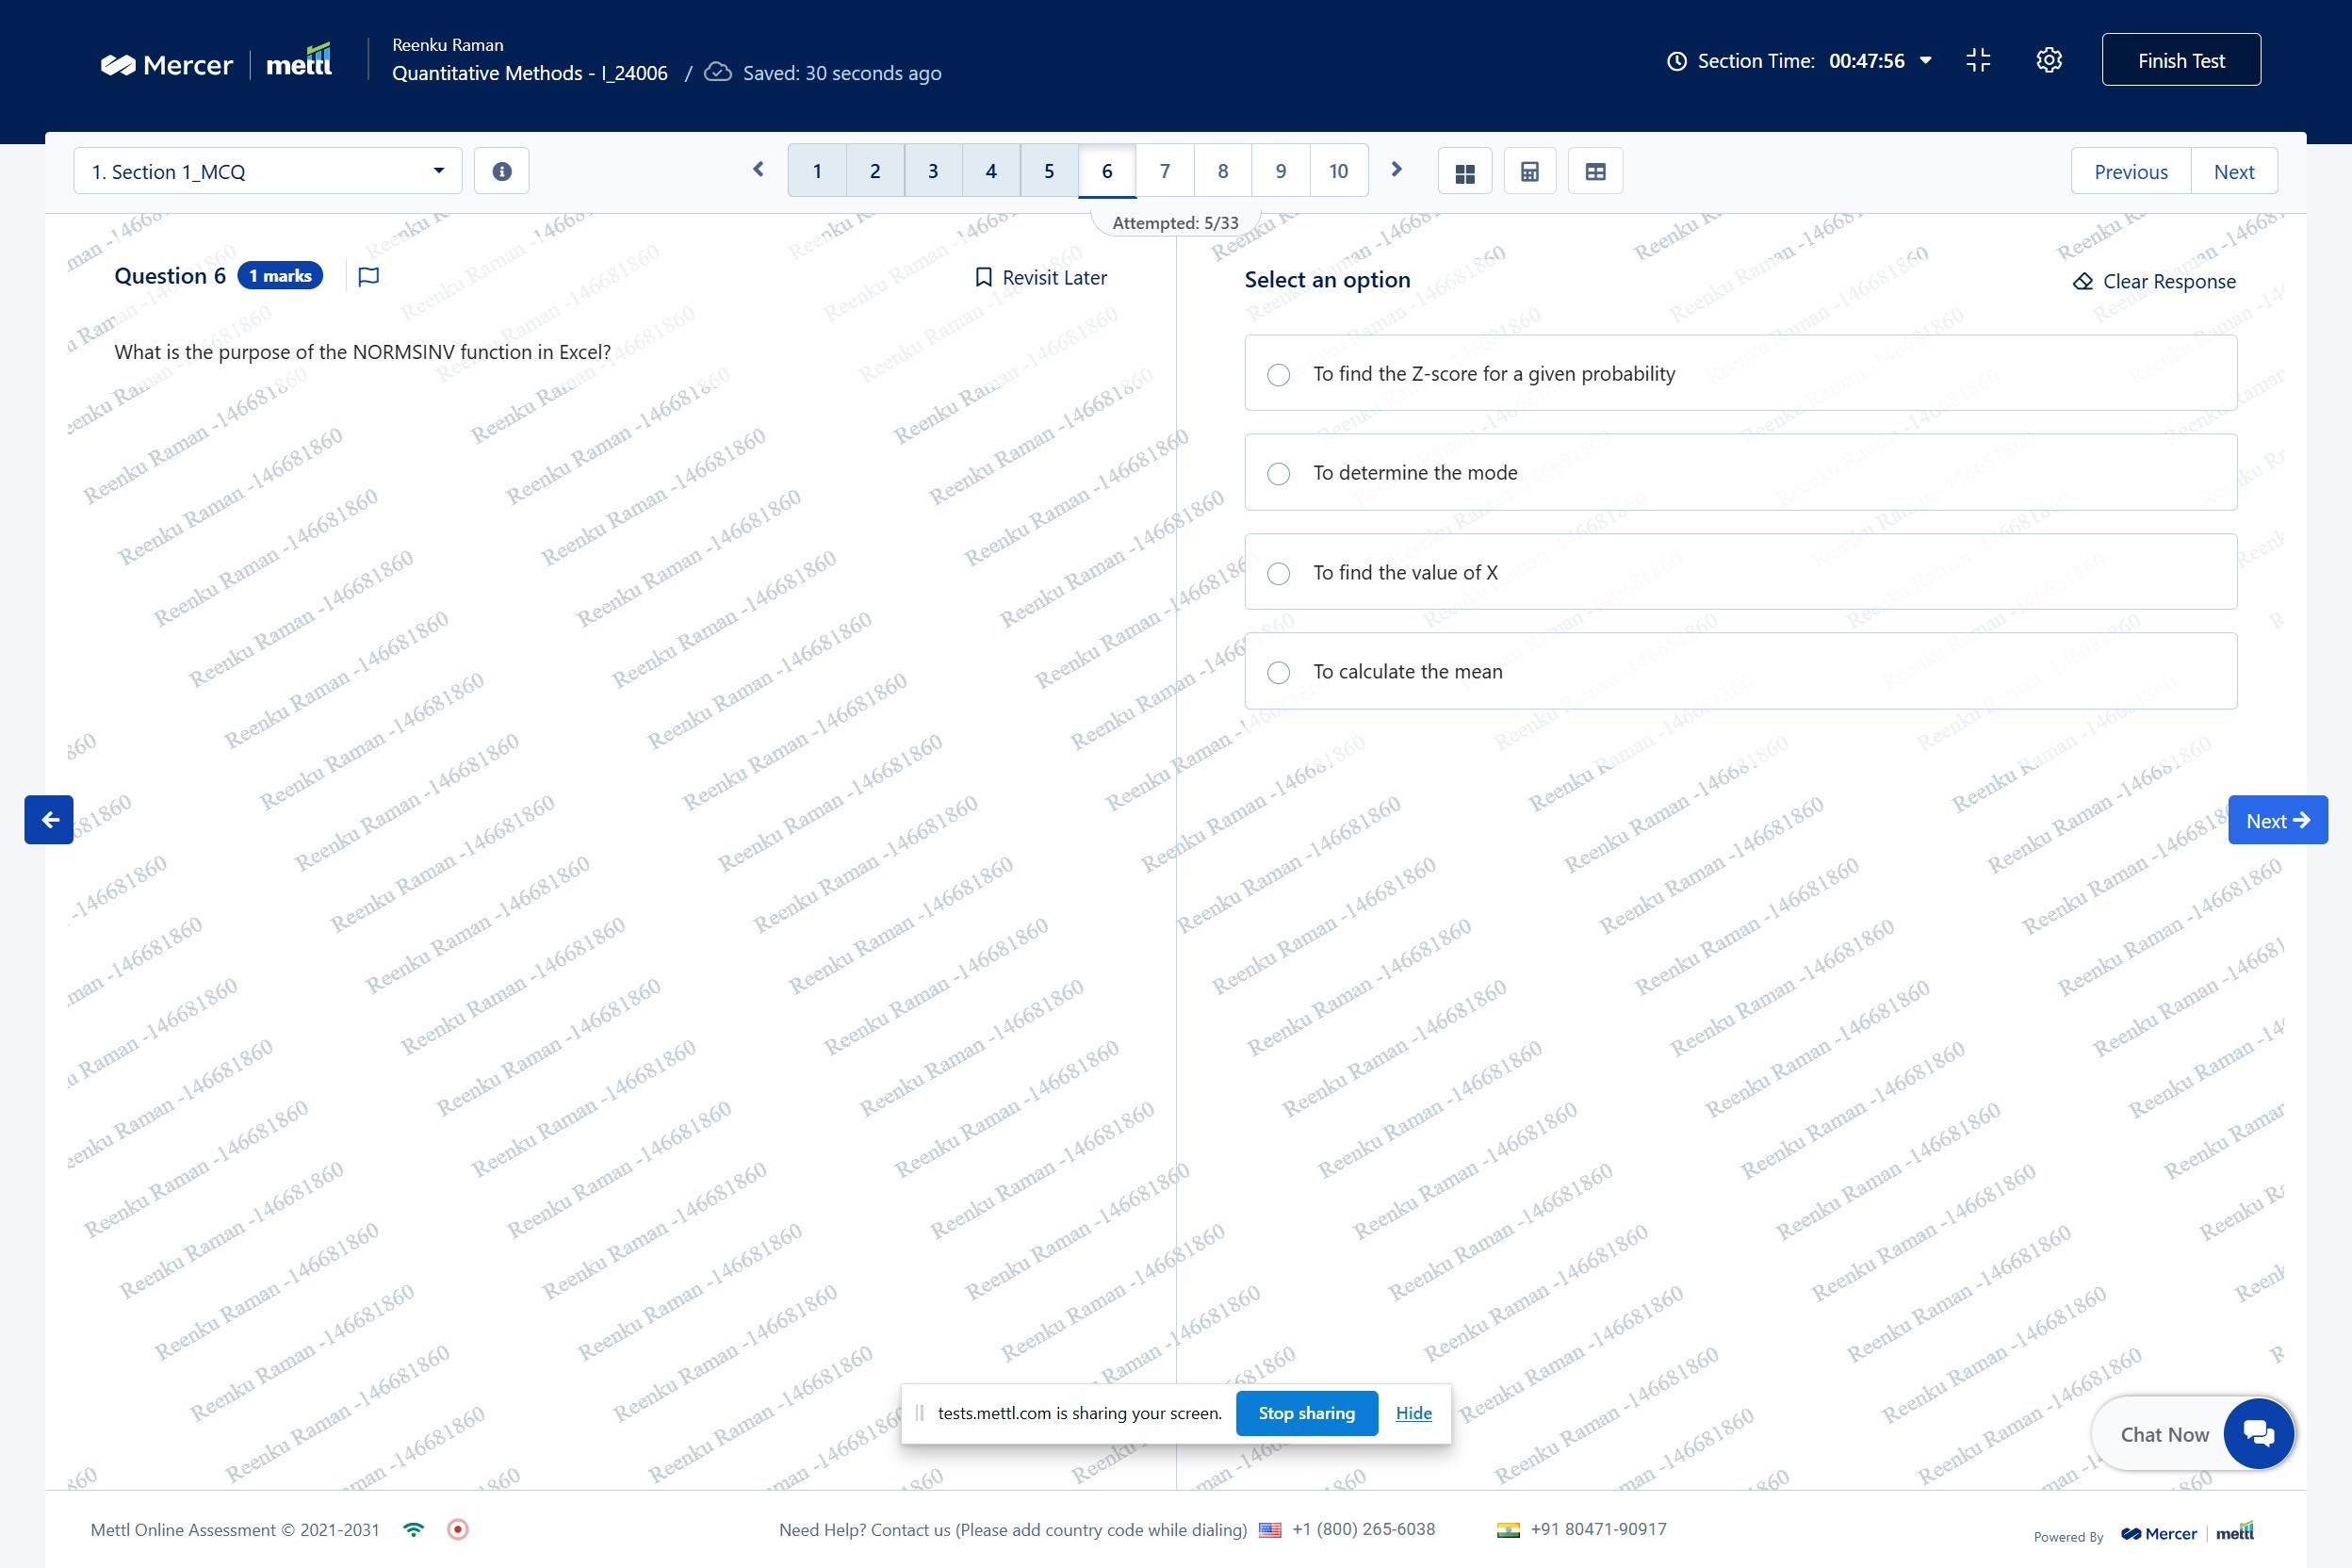 Mercer | mettl
Reenku Raman
Quantitative Methods - I_24006 / Saved: 30 seconds ago
Section Time: 00:47:56
Finish Test
1. Section 1_MCQ
1 2 3 4 5 6 7 8 9 10
Previous Next
Attempted: 5/33
Question 6 1 marks
Revisit Later
What is the purpose of the NORMSINV function in Excel?
Select an option
Clear Response
To find the Z-score for a given probability
To determine the mode
To find the value of X
To calculate the mean
Next
Reenku Raman -146681860
tests.mettl.com is sharing your screen. Stop sharing Hide
Chat Now
Mettl Online Assessment © 2021-2031
Need Help? Contact us (Please add country code while dialing) +1 (800) 265-6038 +91 80471-90917
Powered By Mercer | mettl